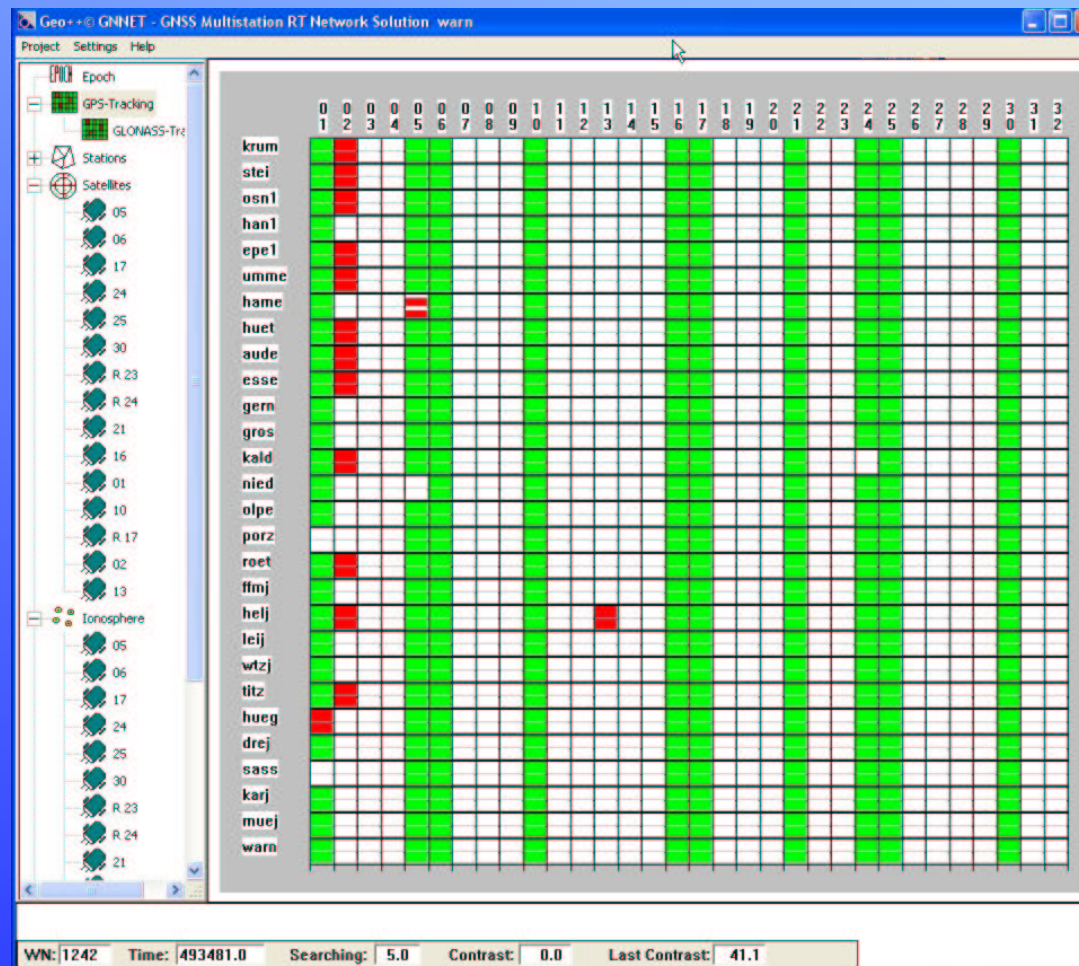 Geo++© GNNET - GNSS Multistation RT Network Solution warn
Project Settings Help
EPOCH Epoch
GPS-Tracking
GLONASS-Tra
Stations
Satellites
05
06
17
24
25
30
R 23
R 24
21
16
01
10
R 17
02
13
Ionosphere
05
06
17
24
25
30
R 23
R 24
21
01 02 03 04 05 06 07 08 09 10 11 12 13 14 15 16 17 18 19 20 21 22 23 24 25 26 27 28 29 30 31 32
krum
stei
osn1
han1
epe1
umme
hame
huet
aude
esse
gern
gros
kald
nied
olpe
porz
roet
ffmj
helj
leij
wtzj
titz
hueg
drej
sass
karj
muej
warn
WN: 1242 Time: 493481.0 Searching: 5.0 Contrast: 0.0 Last Contrast: 41.1